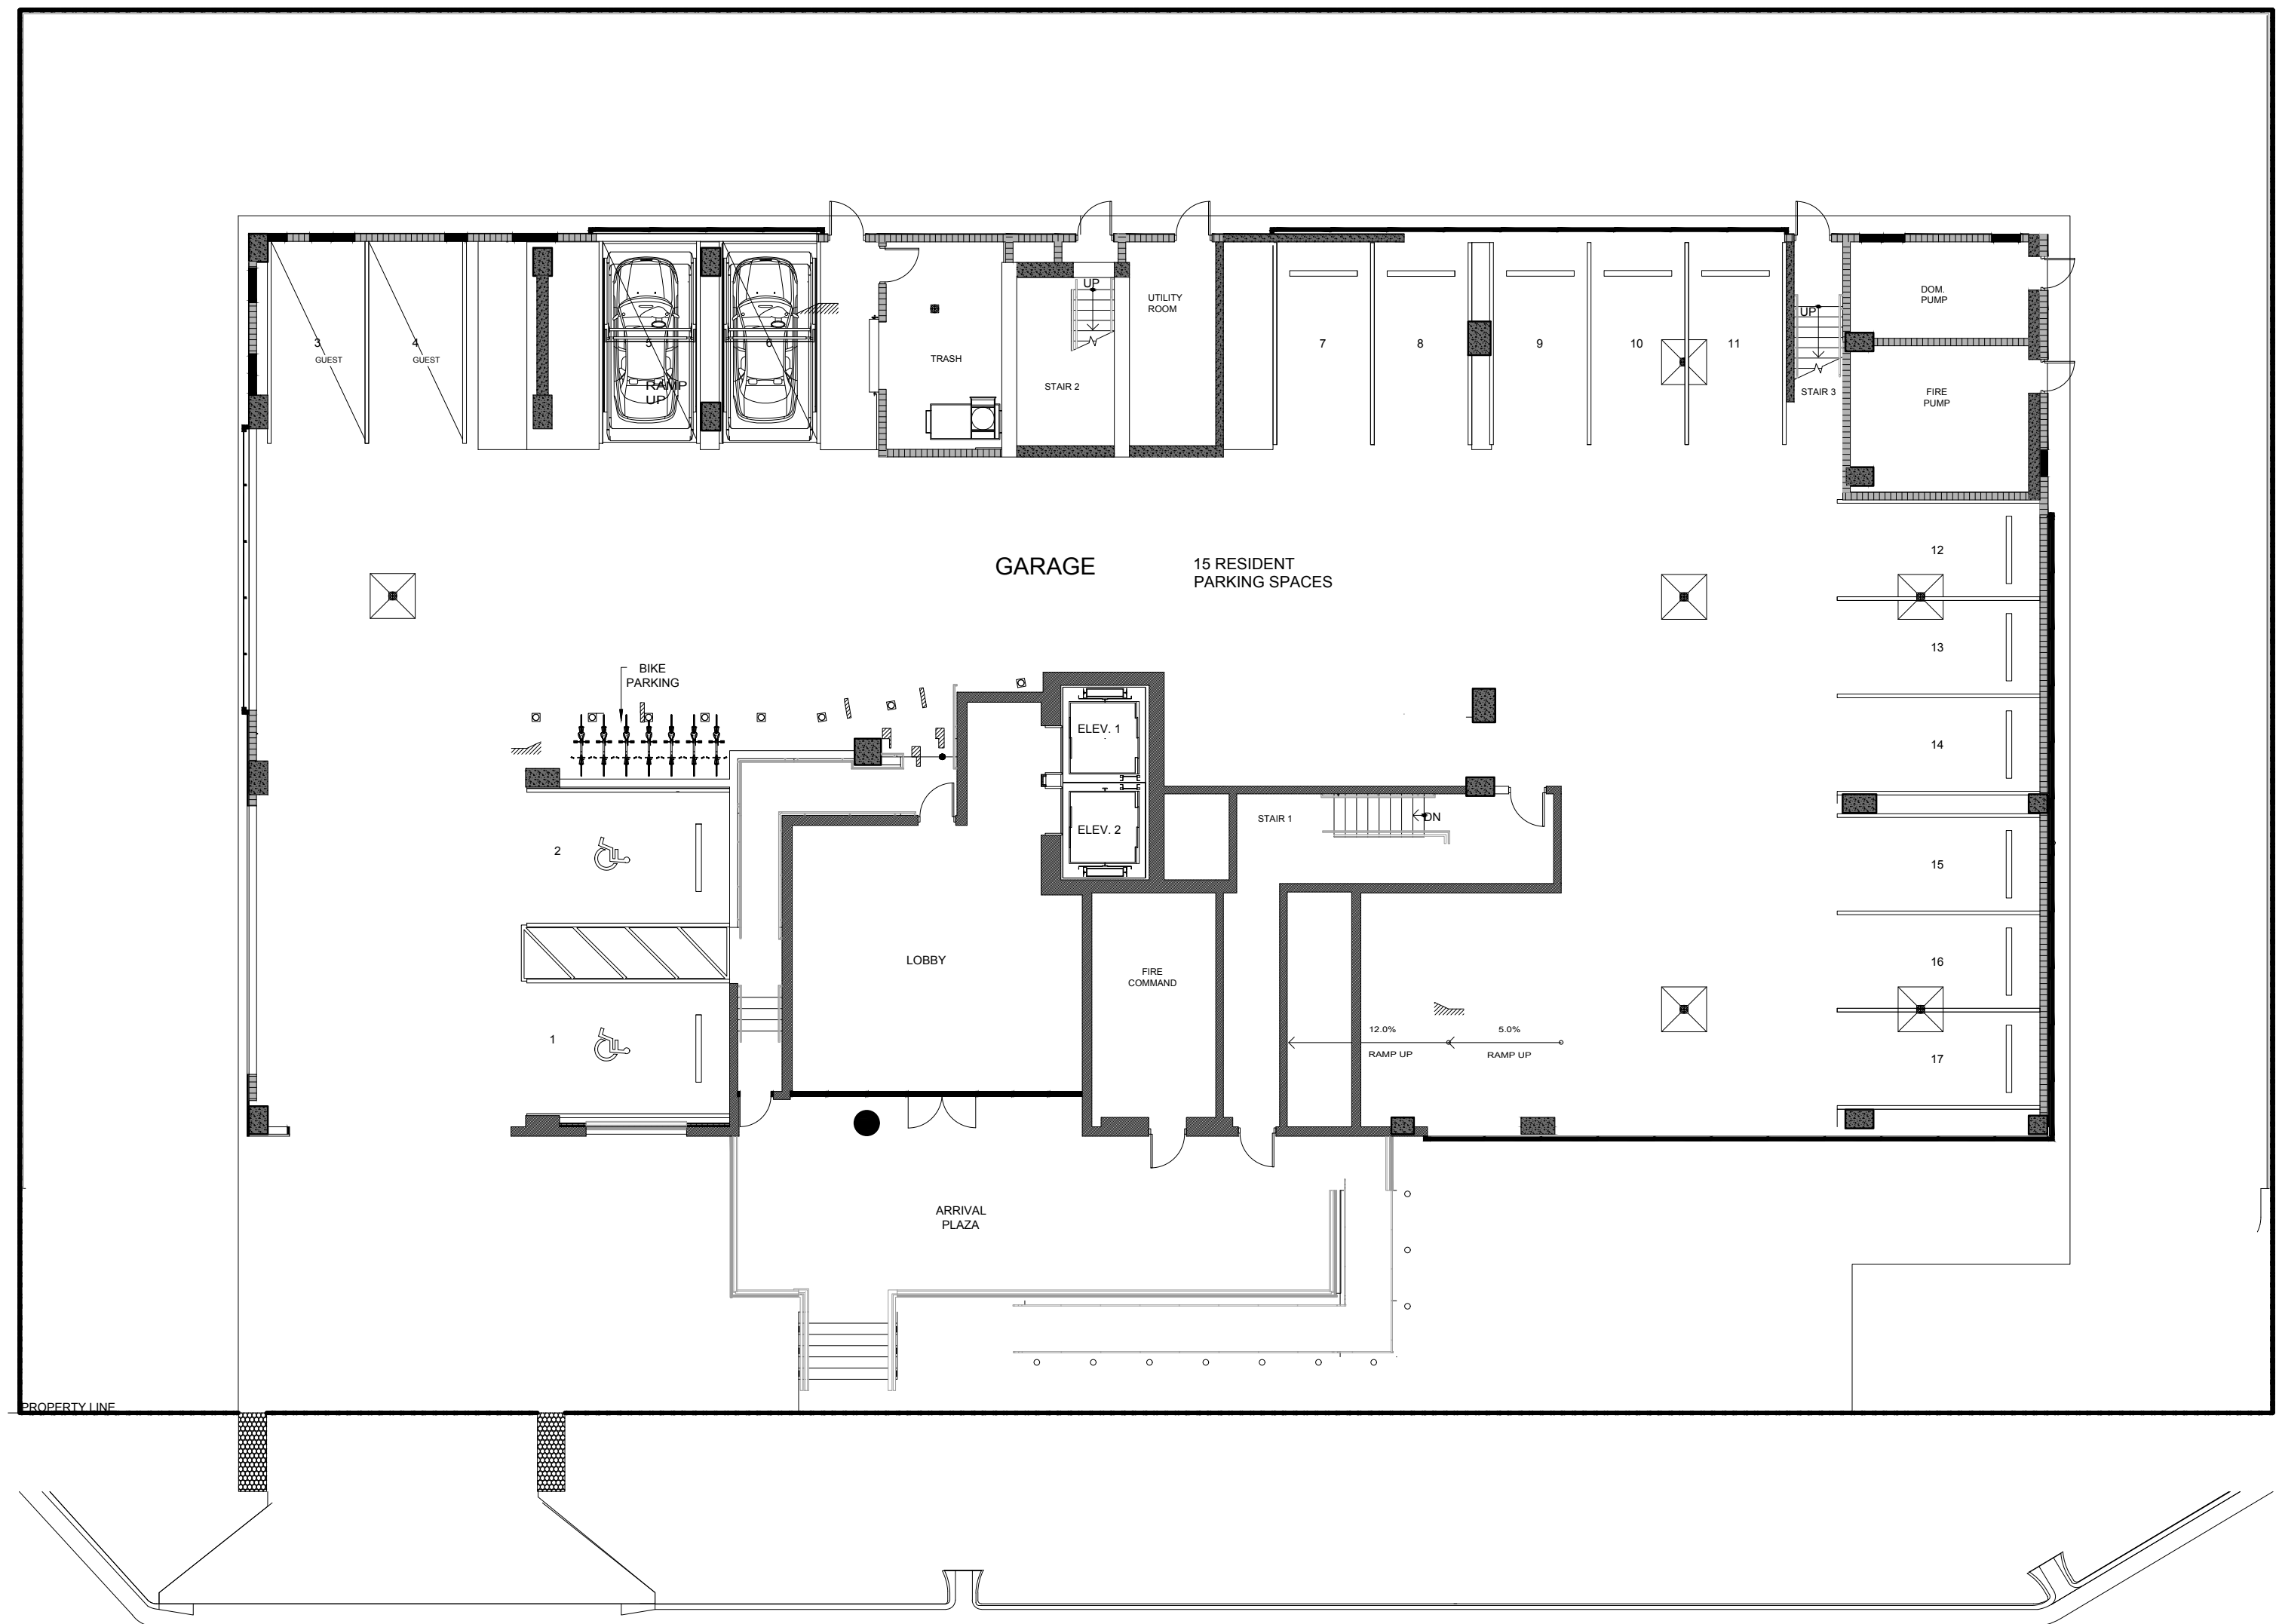 UP
UTILITY
ROOM
DOM.
PUMP
UP
3
GUEST
4
GUEST
5
6
7
8
9
10
11
TRASH
RAMP
UP
STAIR 2
STAIR 3
FIRE
PUMP
12
GARAGE
15 RESIDENT
PARKING SPACES
13
BIKE
PARKING
ELEV. 1
14
ELEV. 2
STAIR 1
DN
2
15
LOBBY
FIRE
COMMAND
16
1
12.0%
RAMP UP
5.0%
RAMP UP
17
ARRIVAL
PLAZA
PROPERTY LINE